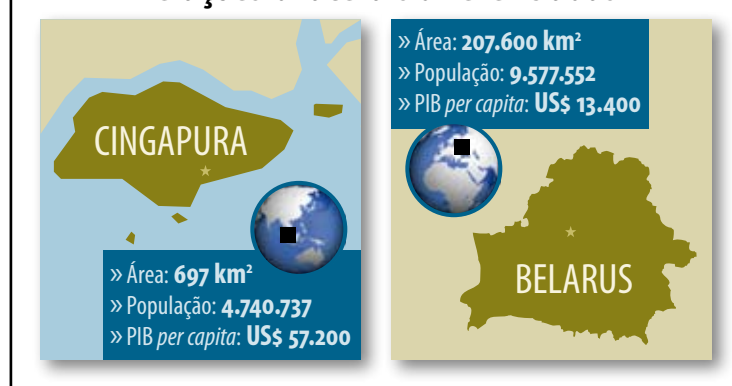 CINGAPURA
» Área: 697 km²
» População: 4.740.737
» PIB per capita: US$ 57.200
» Área: 207.600 km²
» População: 9.577.552
» PIB per capita: US$ 13.400
BELARUS